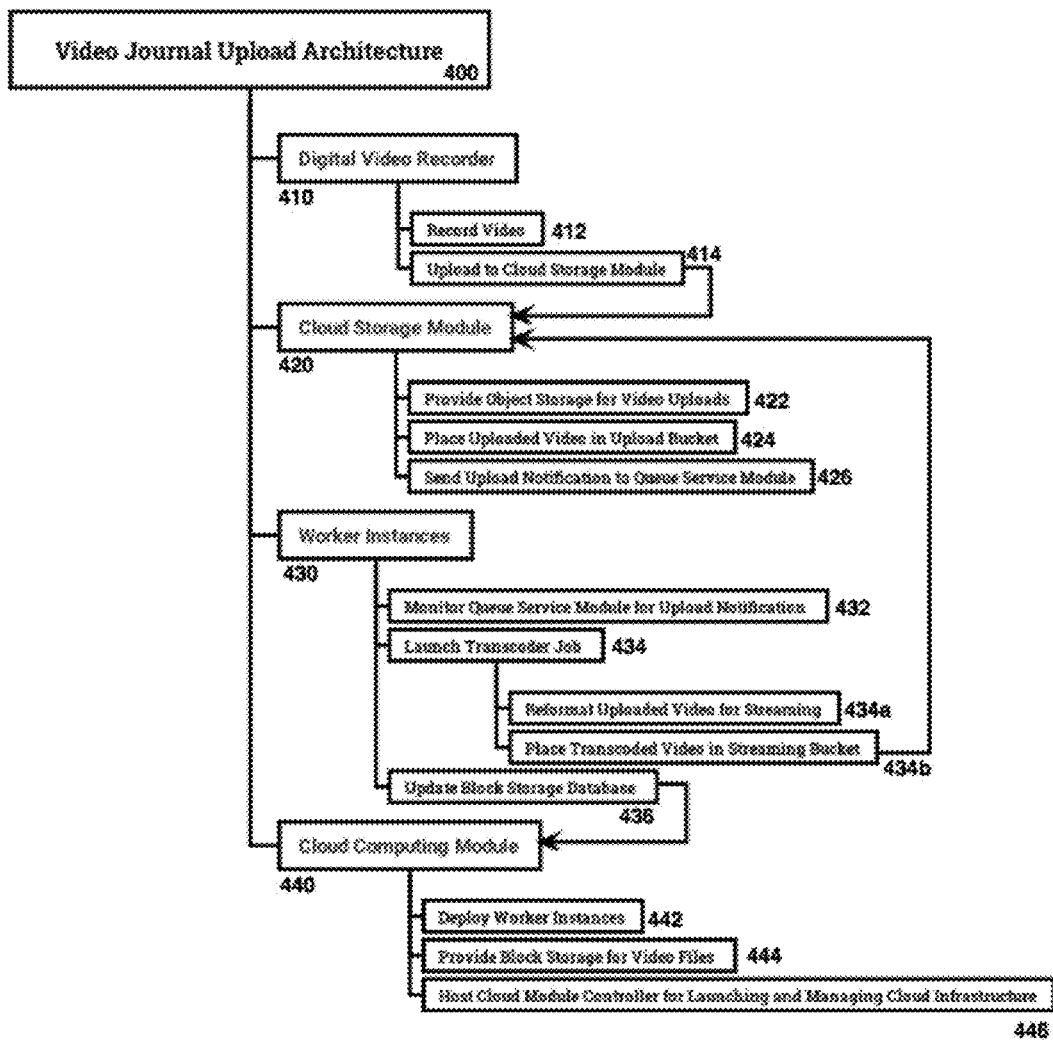 Video Journal Upload Architecture
400
Digital Video Recorder
410
Record Video
412
Upload to Cloud Storage Module
414
Cloud Storage Module
420
Provide Object Storage for Video Uploads
422
Place Uploaded Video in Upload Bucket
424
Send Upload Notification to Queue Service Module
426
Worker Instances
430
Monitor Queue Service Module for Upload Notification
432
Launch Transcoder Job
434
Reformat Uploaded Video for Streaming
434a
Place Transcoded Video in Streaming Bucket
434b
Update Block Storage Database
436
Cloud Computing Module
440
Deploy Worker Instances
442
Provide Block Storage for Video Files
444
Host Cloud Module Controller for Launching and Managing Cloud Infrastructure
446